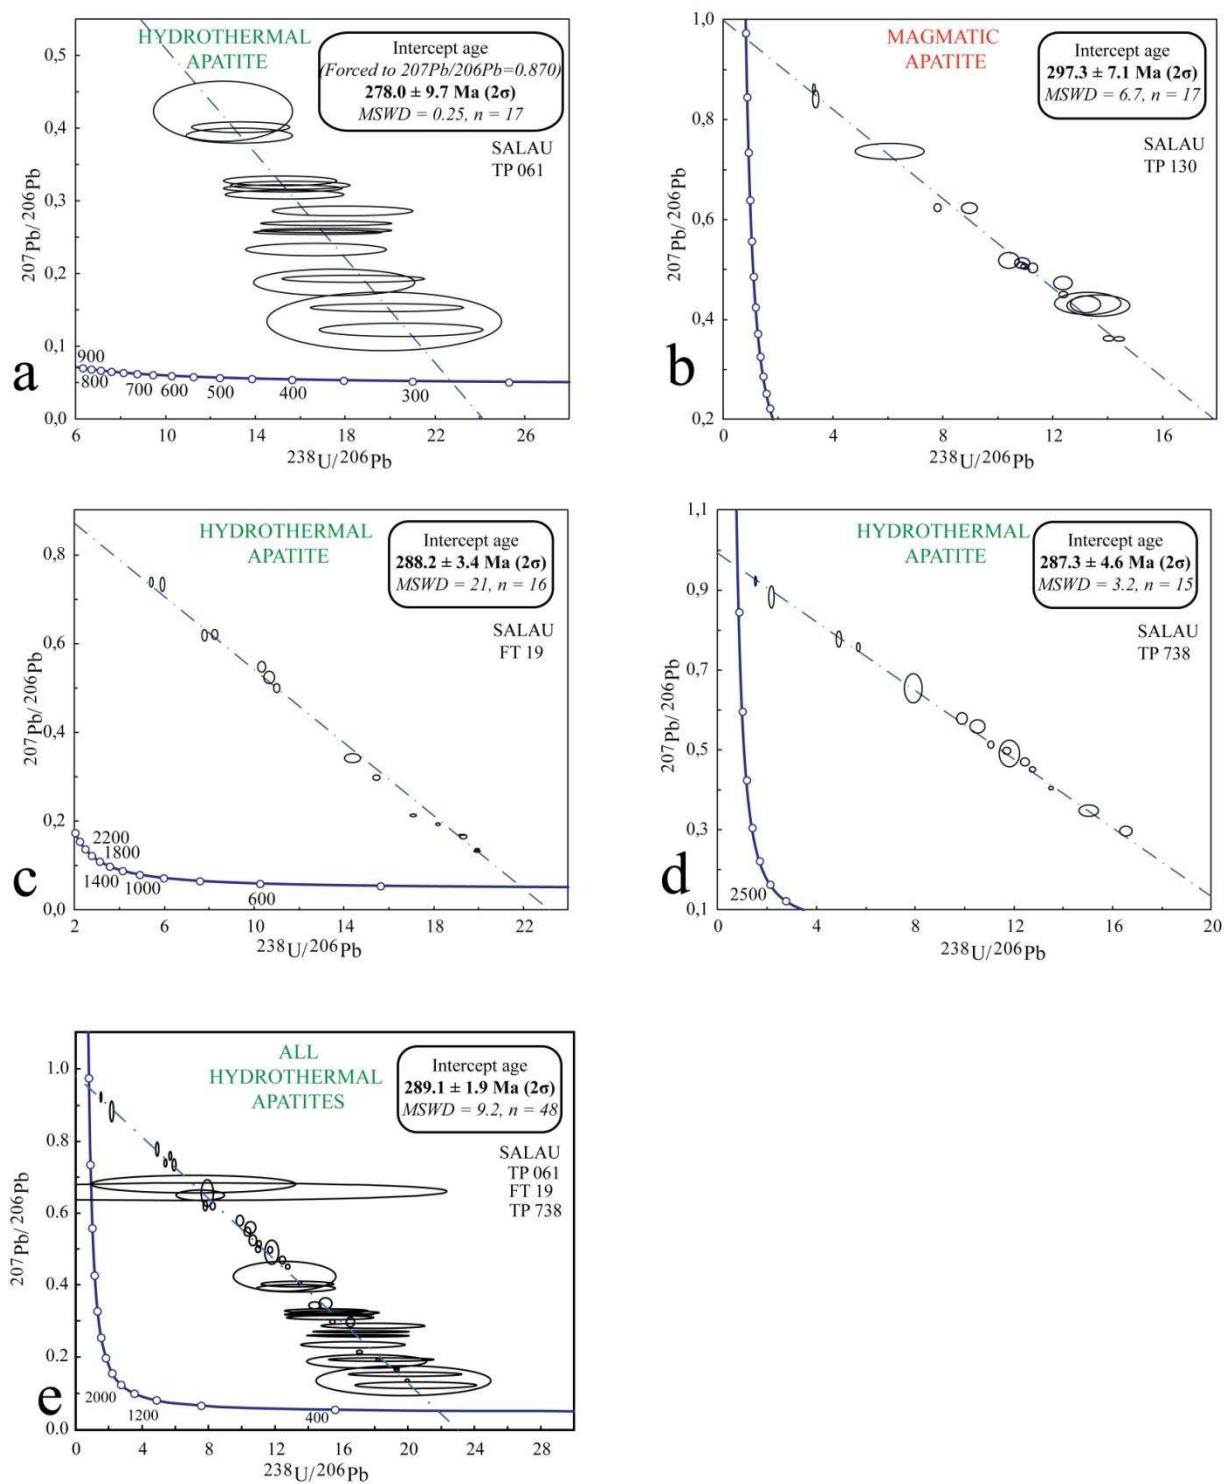 HYDROTHERMAL
APATITE
Intercept age
(Forced to 207Pb/206Pb=0.870)
278.0 ± 9.7 Ma (2σ)
MSWD = 0.25, n = 17
SALAU
TP 061
0,5
0,4
0,3
0,2
0,1
0,0
207Pb/206Pb
900
800
700
600
500
400
300
a
6
10
14
18
22
26
238U/206Pb
MAGMATIC
APATITE
Intercept age
297.3 ± 7.1 Ma (2σ)
MSWD = 6.7, n = 17
SALAU
TP 130
1,0
0,8
0,6
0,4
0,2
207Pb/206Pb
b
0
4
8
12
16
238U/206Pb
HYDROTHERMAL
APATITE
Intercept age
288.2 ± 3.4 Ma (2σ)
MSWD = 21, n = 16
SALAU
FT 19
0,8
0,6
0,4
0,2
0,0
207Pb/206Pb
2200
1800
1400
1000
600
c
2
6
10
14
18
22
238U/206Pb
HYDROTHERMAL
APATITE
Intercept age
287.3 ± 4.6 Ma (2σ)
MSWD = 3.2, n = 15
SALAU
TP 738
1,1
0,9
0,7
0,5
0,3
0,1
207Pb/206Pb
2500
d
0
4
8
12
16
20
238U/206Pb
ALL
HYDROTHERMAL
APATITES
Intercept age
289.1 ± 1.9 Ma (2σ)
MSWD = 9.2, n = 48
SALAU
TP 061
FT 19
TP 738
1.0
0.8
0.6
0.4
0.2
0.0
207Pb/206Pb
2000
1200
400
e
0
4
8
12
16
20
24
28
238U/206Pb